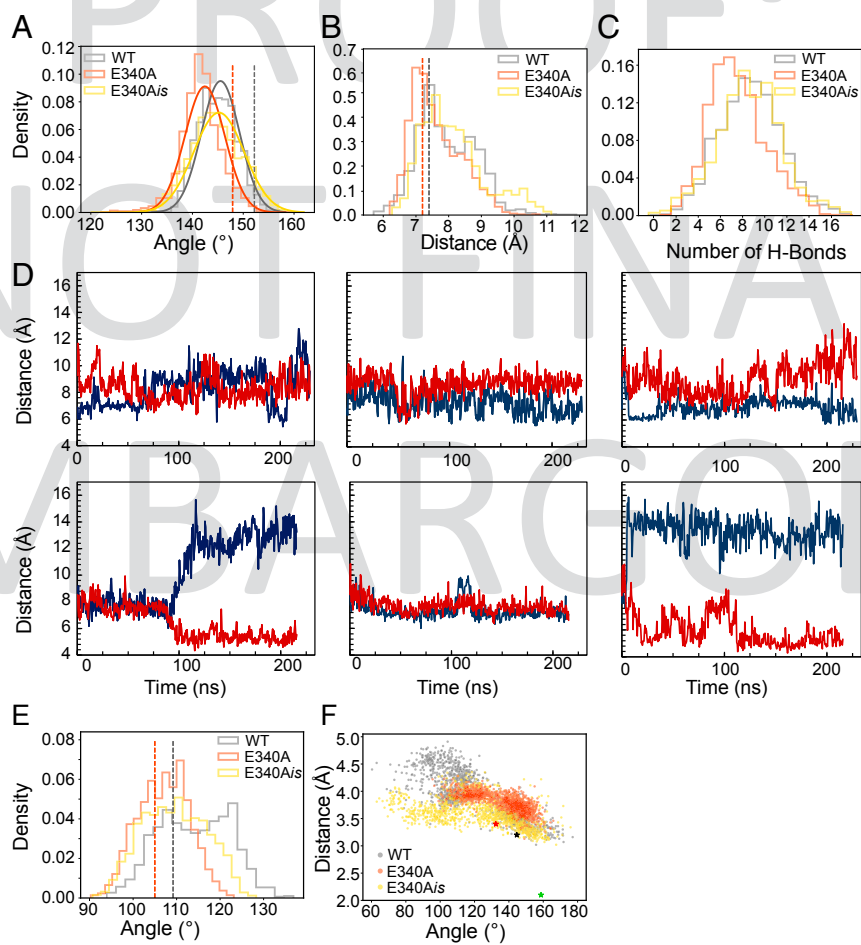 PROOF
NOT FINAL
EMBARGOED
A
0.12
0.10
0.08
0.06
0.04
0.02
0.00
Density
WT
E340A
E340Ais
120 130 140 150 160
Angle (°)
B
0.7
0.6
0.5
0.4
0.3
0.2
0.1
0.0
WT
E340A
E340Ais
6 7 8 9 10 11 12
Distance (Å)
C
0.16
0.12
0.08
0.04
0.00
WT
E340A
E340Ais
0 2 4 6 8 10 12 14 16
Number of H-Bonds
D
16
14
12
10
8
6
4
Distance (Å)
0 100 200
0 100 200
0 100 200
16
14
12
10
8
6
4
Distance (Å)
0 100 200
0 100 200
0 100 200
Time (ns)
Time (ns)
Time (ns)
E
0.08
0.06
0.04
0.02
0.00
Density
WT
E340A
E340Ais
90 100 110 120 130
Angle (°)
F
5.0
4.5
4.0
3.5
3.0
2.5
2.0
Distance (Å)
WT
E340A
E340Ais
60 80 100 120 140 160 180
Angle (°)